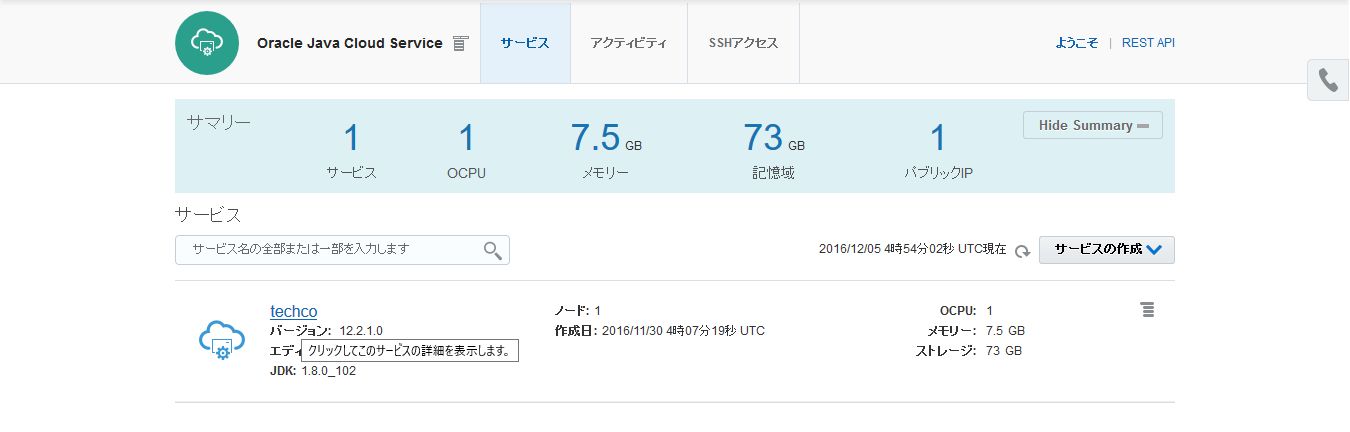 Oracle Java Cloud Service サービス アクティビティ SSHアクセス ようこそ | REST API
サマリー 1 1 7.5 GB 73 GB 1 Hide Summary
サービス OCPU メモリー 記憶域 パブリックIP
サービス
サービス名の全部または一部を入力します 2016/12/05 4時54分02秒 UTC現在 サービスの作成
techco ノード: 1 OCPU: 1
バージョン: 12.2.1.0 作成日: 2016/11/30 4時07分19秒 UTC メモリー: 7.5 GB
エディ クリックしてこのサービスの詳細を表示します。 ストレージ: 73 GB
JDK: 1.8.0_102